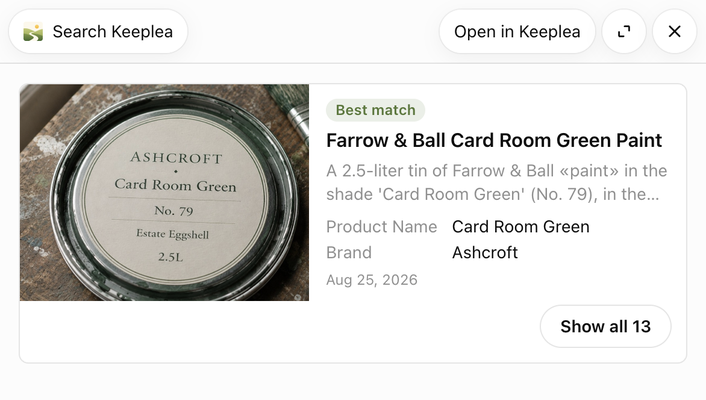 Search Keeplea
Open in Keeplea
ASHCROFT
Card Room Green
No. 79
Estate Eggshell
2.5L
Best match
Farrow & Ball Card Room Green Paint
A 2.5-liter tin of Farrow & Ball «paint» in the
shade 'Card Room Green' (No. 79), in the...
Product Name Card Room Green
Brand Ashcroft
Aug 25, 2026
Show all 13